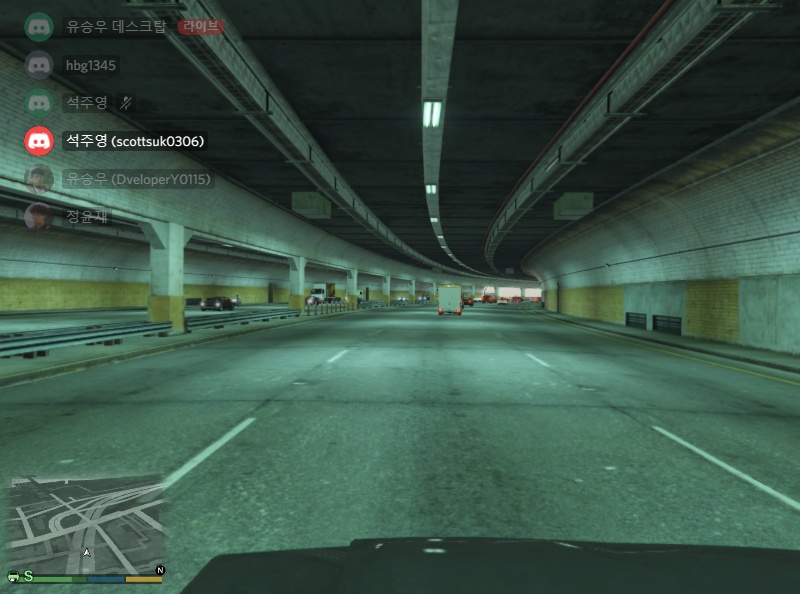 유승우 데스크탑 라이브
hbg1345
석주영
석주영 (scottsuk0306)
유승우 (DveloperY0115)
정윤재
S
N